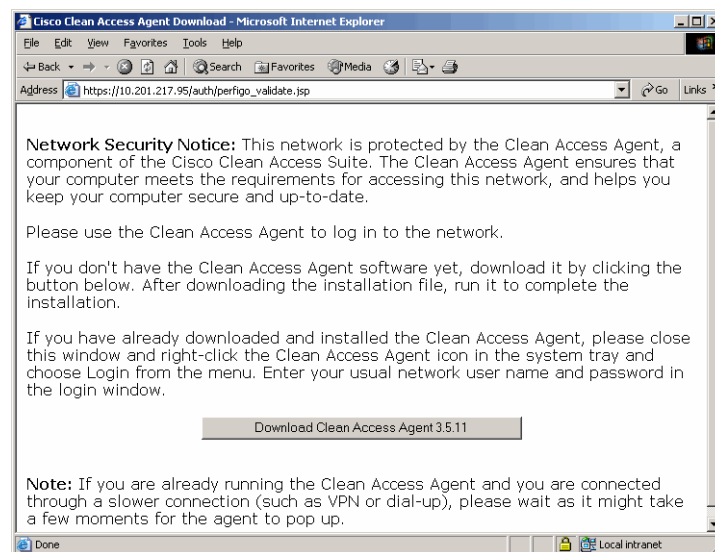 Cisco Clean Access Agent Download - Microsoft Internet Explorer
File Edit View Favorites Tools Help
Back Search Favorites Media
Address https://10.201.217.95/auth/perfigo_validate.jsp Go Links
Network Security Notice: This network is protected by the Clean Access Agent, a
component of the Cisco Clean Access Suite. The Clean Access Agent ensures that
your computer meets the requirements for accessing this network, and helps you
keep your computer secure and up-to-date.
Please use the Clean Access Agent to log in to the network.
If you don't have the Clean Access Agent software yet, download it by clicking the
button below. After downloading the installation file, run it to complete the
installation.
If you have already downloaded and installed the Clean Access Agent, please close
this window and right-click the Clean Access Agent icon in the system tray and
choose Login from the menu. Enter your usual network user name and password in
the login window.
Download Clean Access Agent 3.5.11
Note: If you are already running the Clean Access Agent and you are connected
through a slower connection (such as VPN or dial-up), please wait as it might take
a few moments for the agent to pop up.
Done Local intranet